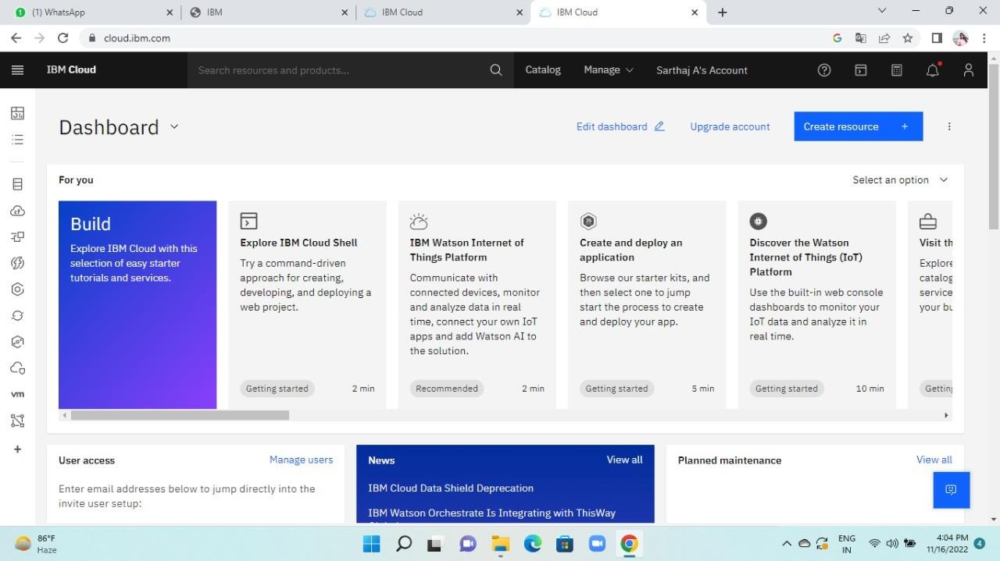 (1) WhatsApp
IBM
IBM Cloud
IBM Cloud
cloud.ibm.com
IBM Cloud
Search resources and products...
Catalog
Manage
Sarthaj A's Account
Dashboard
Edit dashboard
Upgrade account
Create resource +
For you
Select an option
Build
Explore IBM Cloud with this
selection of easy starter
tutorials and services.
Explore IBM Cloud Shell
Try a command-driven
approach for creating,
developing, and deploying a
web project.
Getting started
2 min
IBM Watson Internet of
Things Platform
Communicate with
connected devices, monitor
and analyze data in real
time, connect your own IoT
apps and add Watson AI to
the solution.
Recommended
2 min
Create and deploy an
application
Browse our starter kits, and
then select one to jump
start the process to create
and deploy your app.
Getting started
5 min
Discover the Watson
Internet of Things (IoT)
Platform
Use the built-in web console
dashboards to monitor your
IoT data and analyze it in
real time.
Getting started
10 min
Visit th
Explore
catalog
service
your bu
Getting
vm
User access
Manage users
Enter email addresses below to jump directly into the
invite user setup:
News
View all
IBM Cloud Data Shield Deprecation
IBM Watson Orchestrate Is Integrating with ThisWay
Planned maintenance
View all
86°F
Haze
ENG
IN
4:04 PM
11/16/2022
4